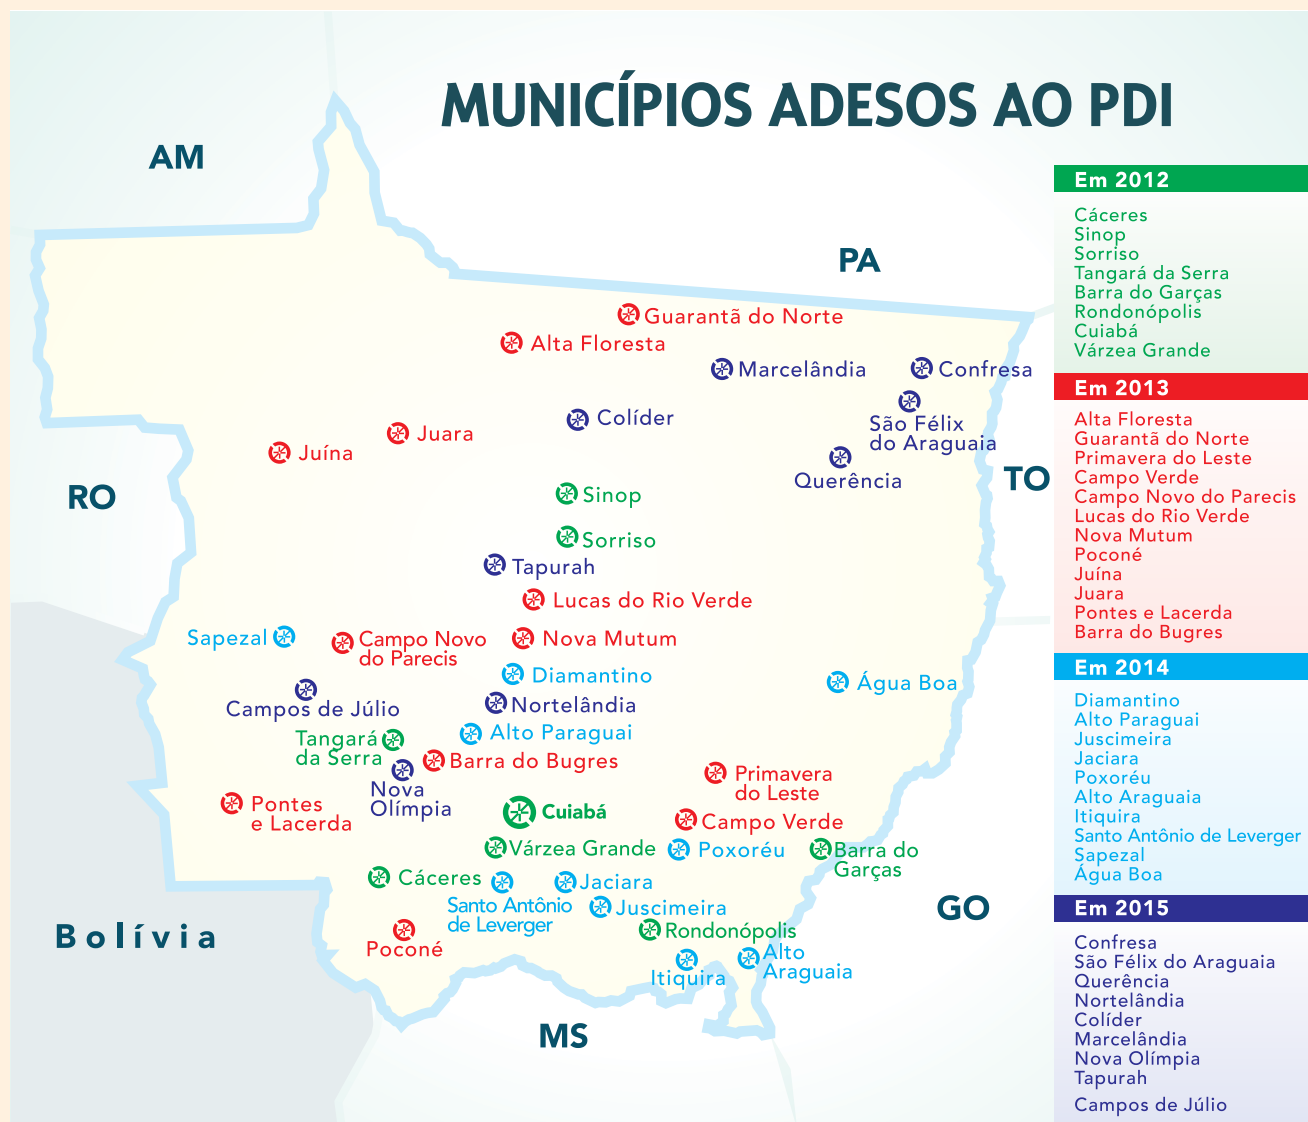 MUNICÍPIOS ADESOS AO PDI
AM
PA
RO
TO
GO
MS
Bolívia
Guarantã do Norte
Alta Floresta
Marcelândia
Confresa
São Félix
do Araguaia
Colíder
Juara
Juína
Querência
Sinop
Sorriso
Tapurah
Lucas do Rio Verde
Sapezal
Campo Novo
do Parecis
Nova Mutum
Diamantino
Água Boa
Campos de Júlio
Nortelândia
Alto Paraguai
Tangará
da Serra
Barra do Bugres
Nova
Olímpia
Primavera
do Leste
Pontes
e Lacerda
Cuiabá
Campo Verde
Várzea Grande
Poxoréu
Barra do
Garças
Cáceres
Jaciara
Santo Antônio
de Leverger
Juscimeira
Poconé
Rondonópolis
Alto
Araguaia
Itiquira
Em 2012
Cáceres
Sinop
Sorriso
Tangará da Serra
Barra do Garças
Rondonópolis
Cuiabá
Várzea Grande
Em 2013
Alta Floresta
Guarantã do Norte
Primavera do Leste
Campo Verde
Campo Novo do Parecis
Lucas do Rio Verde
Nova Mutum
Poconé
Juína
Juara
Pontes e Lacerda
Barra do Bugres
Em 2014
Diamantino
Alto Paraguai
Juscimeira
Jaciara
Poxoréu
Alto Araguaia
Itiquira
Santo Antônio de Leverger
Sapezal
Água Boa
Em 2015
Confresa
São Félix do Araguaia
Querência
Nortelândia
Colíder
Marcelândia
Nova Olímpia
Tapurah
Campos de Júlio